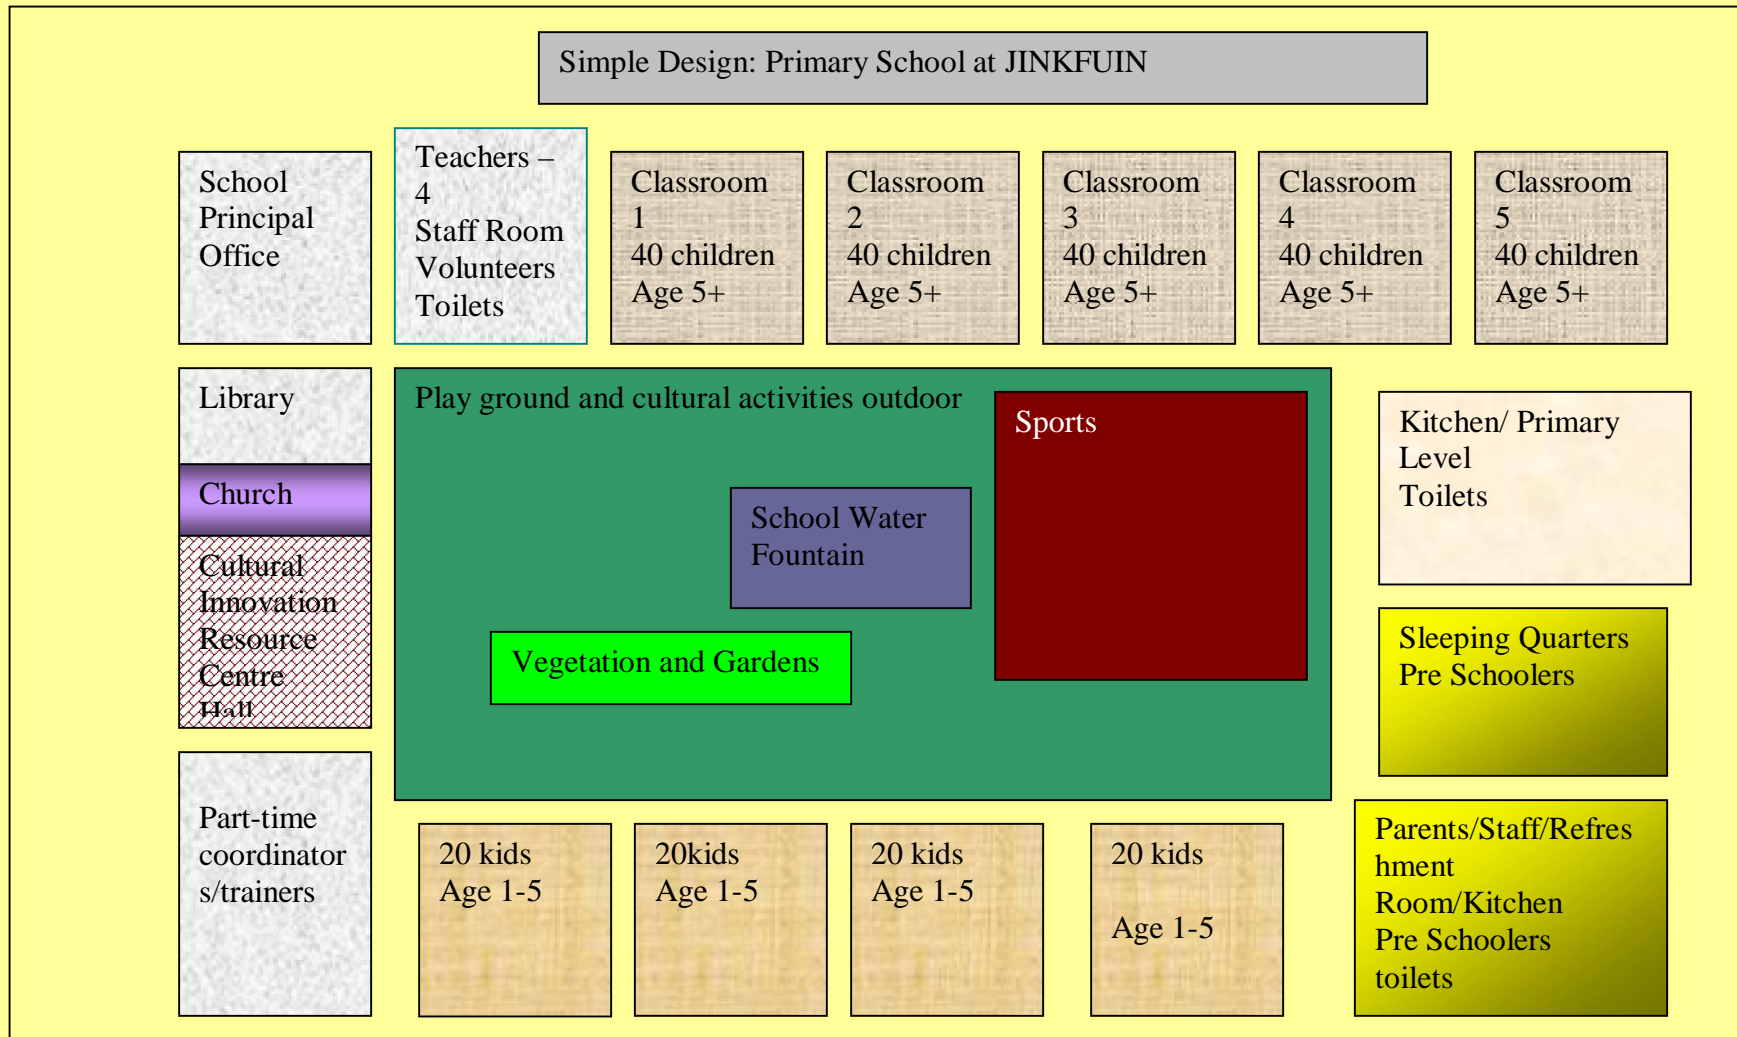 Simple Design: Primary School at JINKFUIN
School
Principal
Office
Teachers –
4
Staff Room
Volunteers
Toilets
Classroom
1
40 children
Age 5+
Classroom
2
40 children
Age 5+
Classroom
3
40 children
Age 5+
Classroom
4
40 children
Age 5+
Classroom
5
40 children
Age 5+
Library
Church
Cultural
Innovation
Resource
Centre
Hall
Play ground and cultural activities outdoor
Sports
School Water
Fountain
Vegetation and Gardens
Kitchen/ Primary
Level
Toilets
Sleeping Quarters
Pre Schoolers
Part-time
coordinator
s/trainers
20 kids
Age 1-5
20kids
Age 1-5
20 kids
Age 1-5
20 kids
Age 1-5
Parents/Staff/Refres
hment
Room/Kitchen
Pre Schoolers
toilets